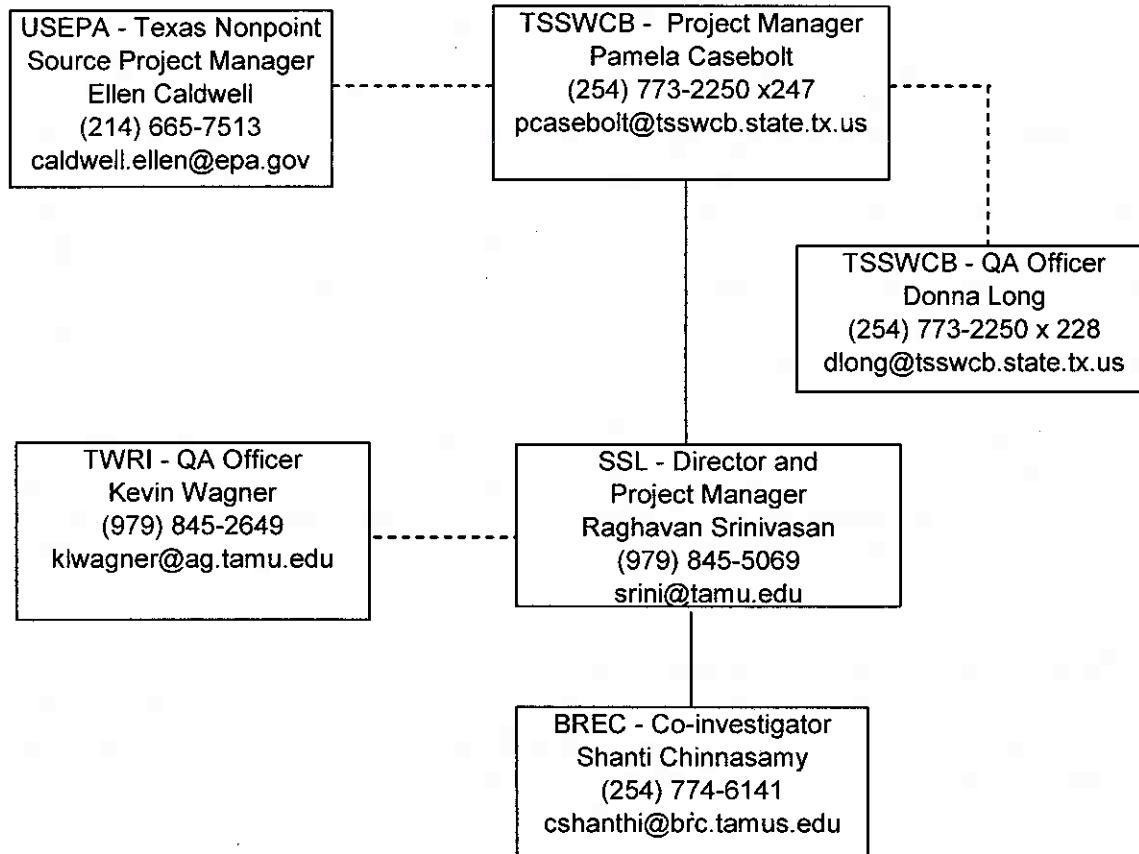 USEPA - Texas Nonpoint
Source Project Manager
Ellen Caldwell
(214) 665-7513
caldwell.ellen@epa.gov
TSSWCB - Project Manager
Pamela Casebolt
(254) 773-2250 x247
pcasebolt@tsswcb.state.tx.us
TSSWCB - QA Officer
Donna Long
(254) 773-2250 x 228
dlong@tsswcb.state.tx.us
TWRI - QA Officer
Kevin Wagner
(979) 845-2649
klwagner@ag.tamu.edu
SSL - Director and
Project Manager
Raghavan Srinivasan
(979) 845-5069
srini@tamu.edu
BREC - Co-investigator
Shanti Chinnasamy
(254) 774-6141
cshanthi@brc.tamus.edu